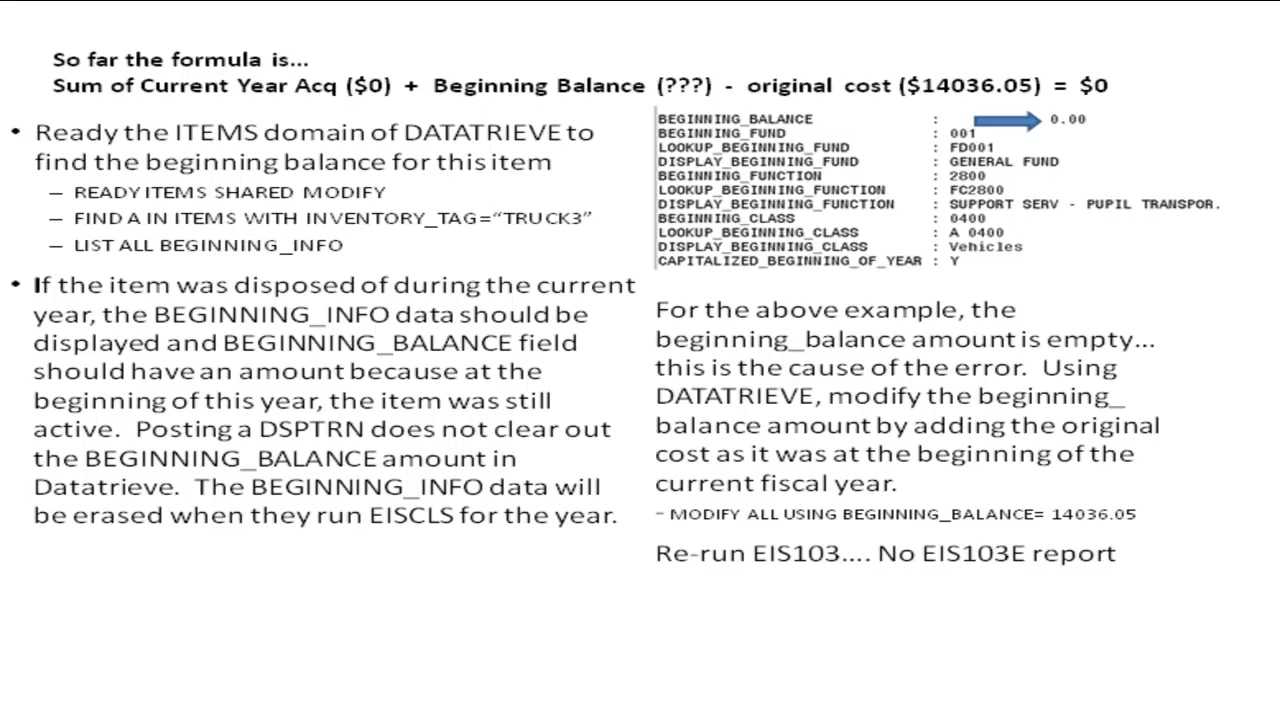 So far the formula is...
Sum of Current Year Acq ($0) + Beginning Balance (???) - original cost ($14036.05) = $0
• Ready the ITEMS domain of DATATRIEVE to
find the beginning balance for this item
– READY ITEMS SHARED MODIFY
– FIND A IN ITEMS WITH INVENTORY_TAG=“TRUCK3”
– LIST ALL BEGINNING_INFO
• If the item was disposed of during the current
year, the BEGINNING_INFO data should be
displayed and BEGINNING_BALANCE field
should have an amount because at the
beginning of this year, the item was still
active. Posting a DSPTRN does not clear out
the BEGINNING_BALANCE amount in
Datatrieve. The BEGINNING_INFO data will
be erased when they run EISCLS for the year.
BEGINNING_BALANCE : 0.00
BEGINNING_FUND : 001
LOOKUP_BEGINNING_FUND : FD001
DISPLAY_BEGINNING_FUND : GENERAL FUND
BEGINNING_FUNCTION : 2800
LOOKUP_BEGINNING_FUNCTION : FC2800
DISPLAY_BEGINNING_FUNCTION : SUPPORT SERV - PUPIL TRANSPOR.
BEGINNING_CLASS : 0400
LOOKUP_BEGINNING_CLASS : A 0400
DISPLAY_BEGINNING_CLASS : Vehicles
CAPITALIZED_BEGINNING_OF_YEAR : Y
For the above example, the
beginning_balance amount is empty...
this is the cause of the error. Using
DATATRIEVE, modify the beginning_
balance amount by adding the original
cost as it was at the beginning of the
current fiscal year.
– MODIFY ALL USING BEGINNING_BALANCE= 14036.05
Re-run EIS103.... No EIS103E report